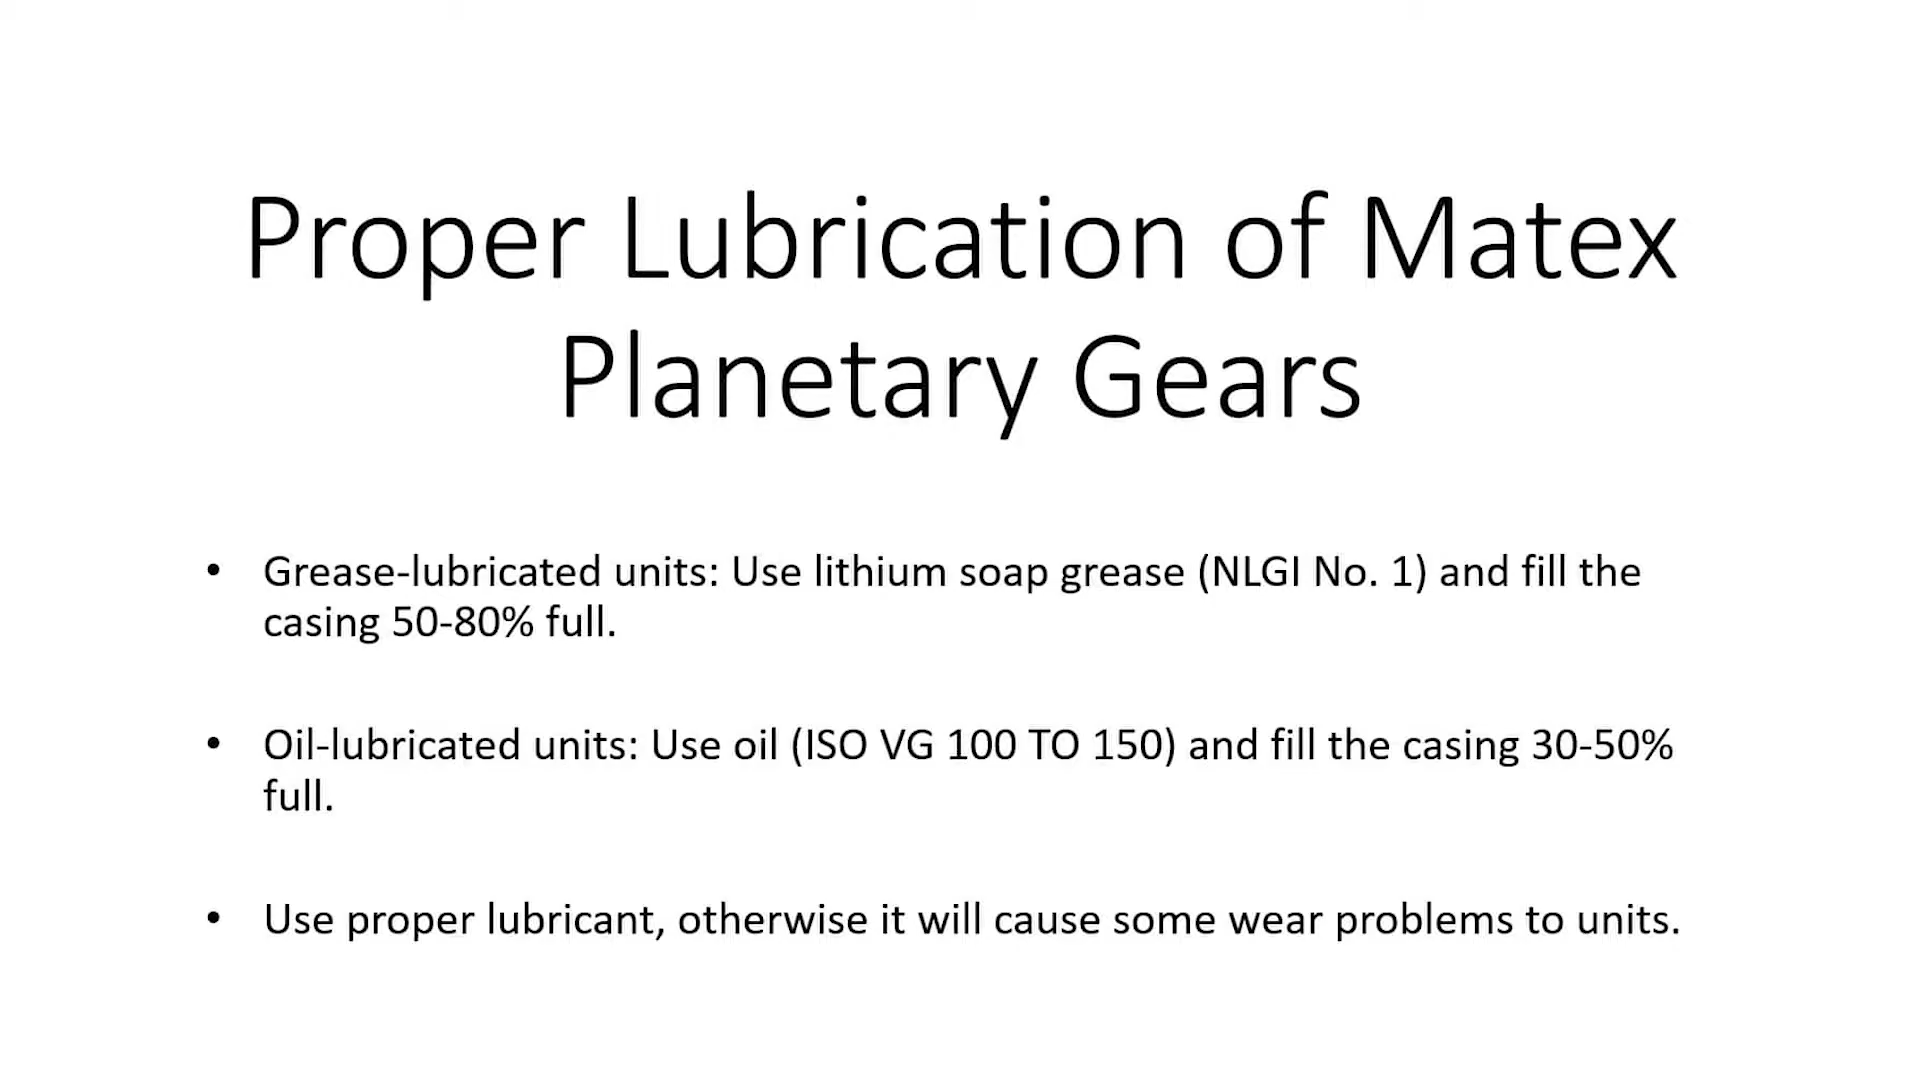 Proper Lubrication of Matex
Planetary Gears
• Grease-lubricated units: Use lithium soap grease (NLGI No. 1) and fill the
casing 50-80% full.
• Oil-lubricated units: Use oil (ISO VG 100 TO 150) and fill the casing 30-50%
full.
• Use proper lubricant, otherwise it will cause some wear problems to units.